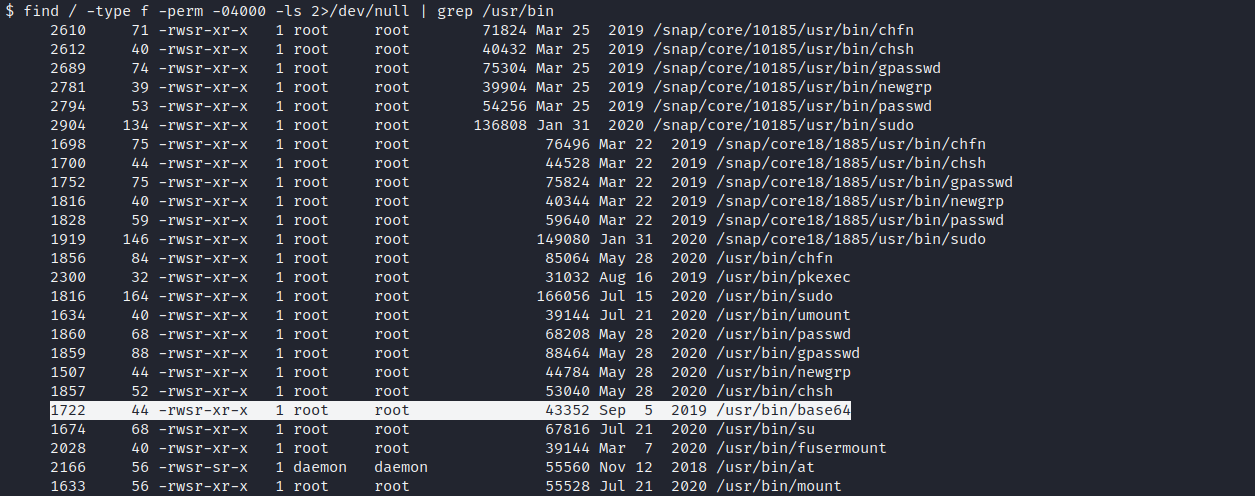 $ find / -type f -perm -04000 -ls 2>/dev/null | grep /usr/bin
2610 71 -rwsr-xr-x 1 root root 71824 Mar 25 2019 /snap/core/10185/usr/bin/chfn
2612 40 -rwsr-xr-x 1 root root 40432 Mar 25 2019 /snap/core/10185/usr/bin/chsh
2689 74 -rwsr-xr-x 1 root root 75304 Mar 25 2019 /snap/core/10185/usr/bin/gpasswd
2781 39 -rwsr-xr-x 1 root root 39904 Mar 25 2019 /snap/core/10185/usr/bin/newgrp
2794 53 -rwsr-xr-x 1 root root 54256 Mar 25 2019 /snap/core/10185/usr/bin/passwd
2904 134 -rwsr-xr-x 1 root root 136808 Jan 31 2020 /snap/core/10185/usr/bin/sudo
1698 75 -rwsr-xr-x 1 root root 76496 Mar 22 2019 /snap/core18/1885/usr/bin/chfn
1700 44 -rwsr-xr-x 1 root root 44528 Mar 22 2019 /snap/core18/1885/usr/bin/chsh
1752 75 -rwsr-xr-x 1 root root 75824 Mar 22 2019 /snap/core18/1885/usr/bin/gpasswd
1816 40 -rwsr-xr-x 1 root root 40344 Mar 22 2019 /snap/core18/1885/usr/bin/newgrp
1828 59 -rwsr-xr-x 1 root root 59640 Mar 22 2019 /snap/core18/1885/usr/bin/passwd
1919 146 -rwsr-xr-x 1 root root 149080 Jan 31 2020 /snap/core18/1885/usr/bin/sudo
1856 84 -rwsr-xr-x 1 root root 85064 May 28 2020 /usr/bin/chfn
2300 32 -rwsr-xr-x 1 root root 31032 Aug 16 2019 /usr/bin/pkexec
1816 164 -rwsr-xr-x 1 root root 166056 Jul 15 2020 /usr/bin/sudo
1634 40 -rwsr-xr-x 1 root root 39144 Jul 21 2020 /usr/bin/umount
1860 68 -rwsr-xr-x 1 root root 68208 May 28 2020 /usr/bin/passwd
1859 88 -rwsr-xr-x 1 root root 88464 May 28 2020 /usr/bin/gpasswd
1507 44 -rwsr-xr-x 1 root root 44784 May 28 2020 /usr/bin/newgrp
1857 52 -rwsr-xr-x 1 root root 53040 May 28 2020 /usr/bin/chsh
1722 44 -rwsr-xr-x 1 root root 43352 Sep 5 2019 /usr/bin/base64
1674 68 -rwsr-xr-x 1 root root 67816 Jul 21 2020 /usr/bin/su
2028 40 -rwsr-xr-x 1 root root 39144 Mar 7 2020 /usr/bin/fusermount
2166 56 -rwsr-sr-x 1 daemon daemon 55560 Nov 12 2018 /usr/bin/at
1633 56 -rwsr-xr-x 1 root root 55528 Jul 21 2020 /usr/bin/mount